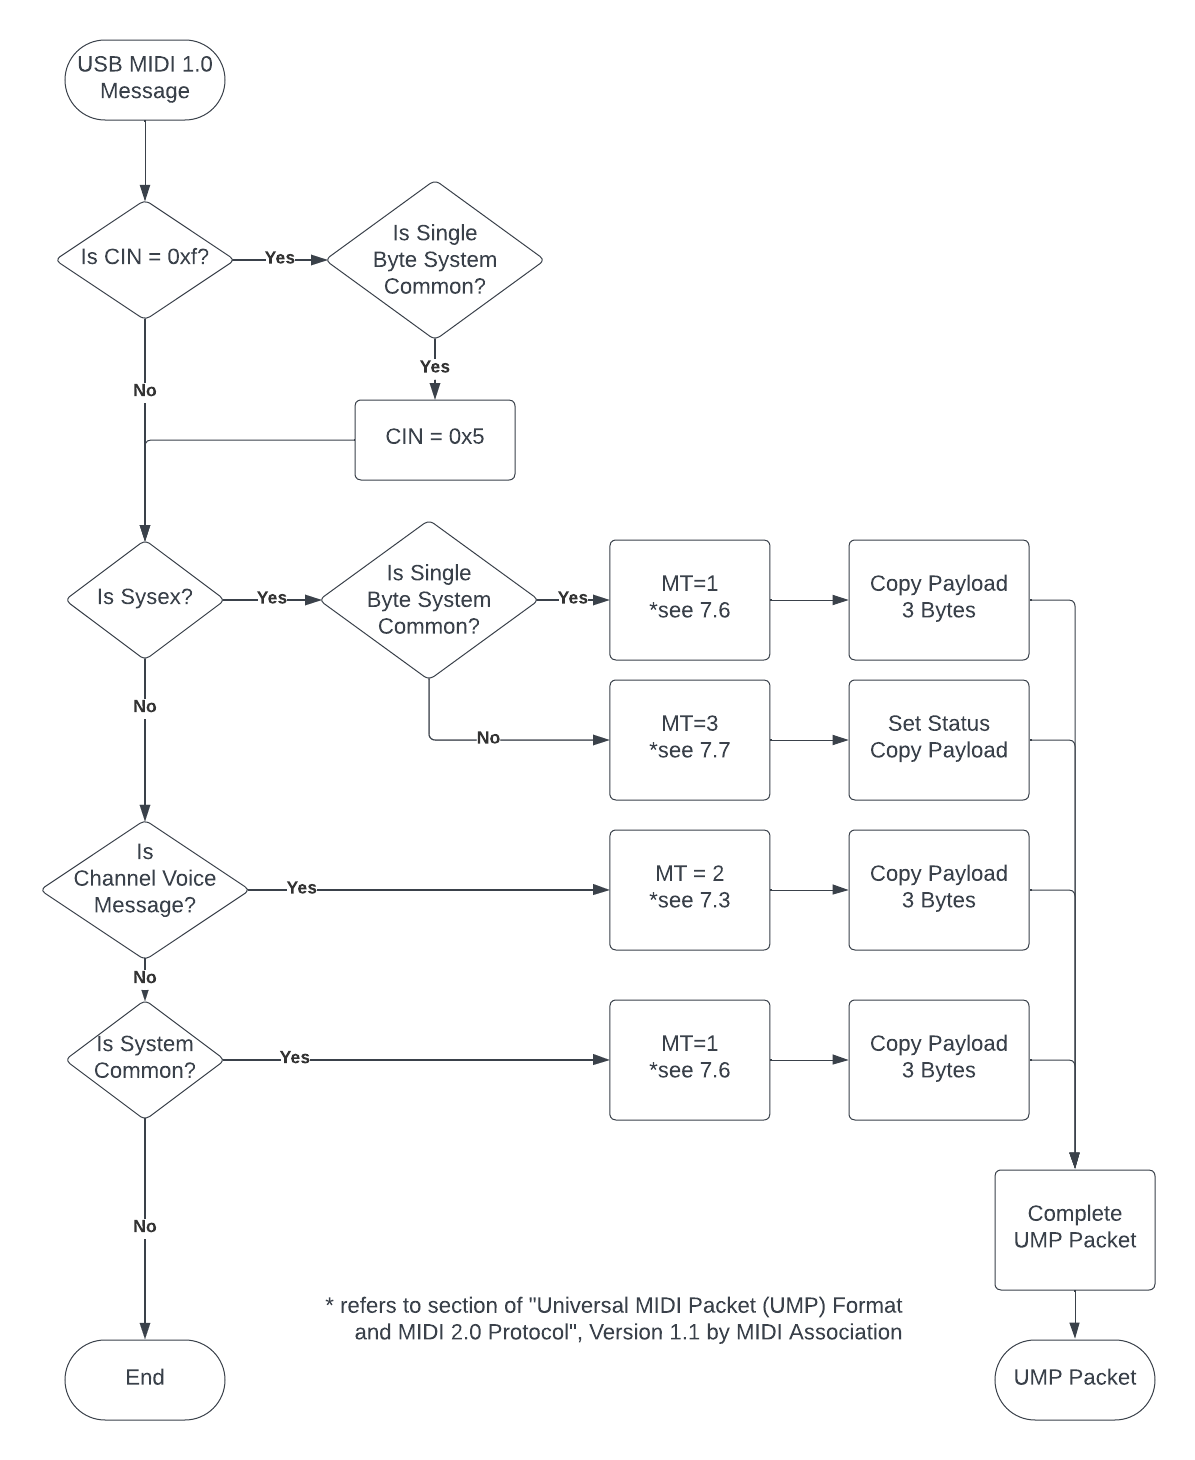 USB MIDI 1.0
Message
Is CIN = 0xf?
Yes
Is Single
Byte System
Common?
Yes
No
CIN = 0x5
Is Sysex?
Yes
Is Single
Byte System
Common?
Yes
MT=1
*see 7.6
Copy Payload
3 Bytes
No
No
MT=3
*see 7.7
Set Status
Copy Payload
Is
Channel Voice
Message?
Yes
MT = 2
*see 7.3
Copy Payload
3 Bytes
No
Is System
Common?
Yes
MT=1
*see 7.6
Copy Payload
3 Bytes
No
Complete
UMP Packet
* refers to section of "Universal MIDI Packet (UMP) Format
and MIDI 2.0 Protocol", Version 1.1 by MIDI Association
End
UMP Packet